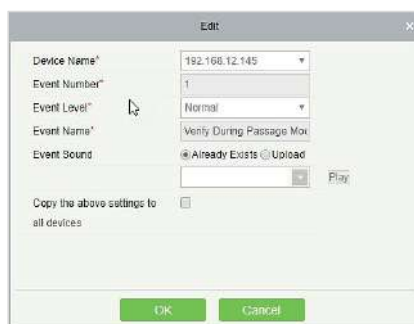 Edit
Device Name* 192.168.12.145
Event Number* 1
Event Level* Normal
Event Name* Verify During Passage Mo
Event Sound Already Exists Upload
Play
Copy the above settings to
all devices
OK Cancel